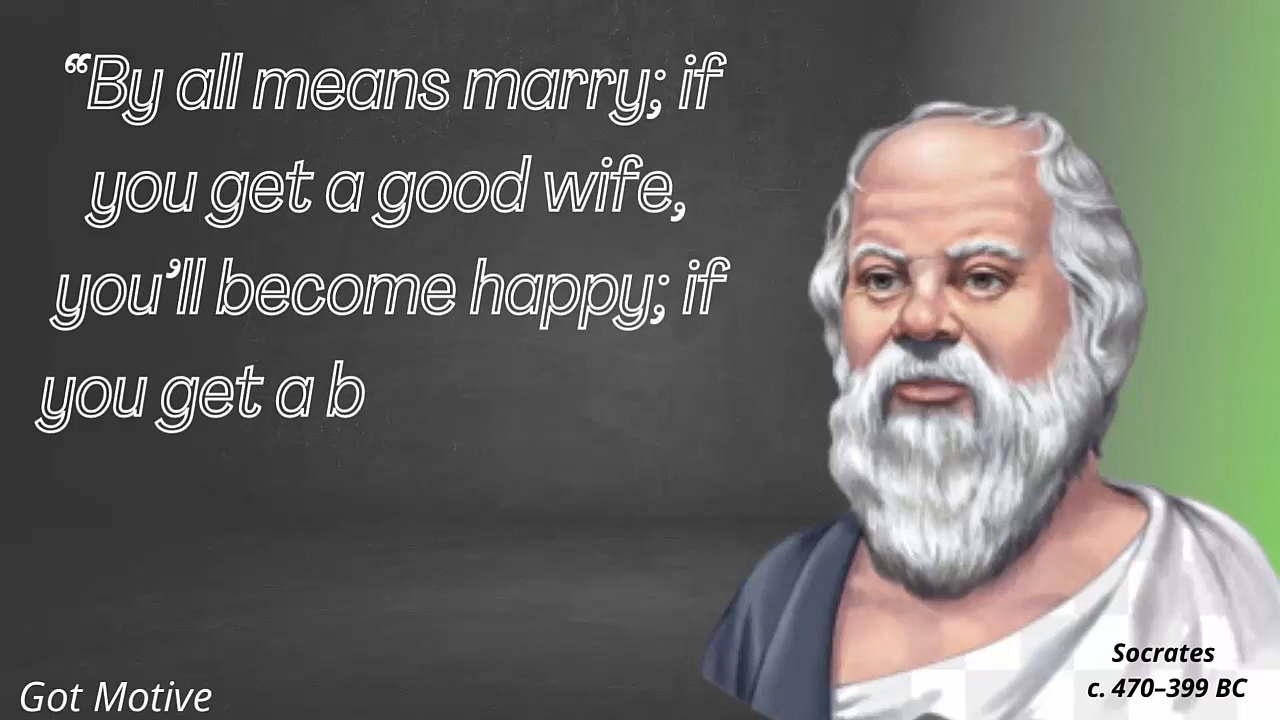 “By all means marry; if
you get a good wife,
you’ll become happy; if
you get a b
Socrates
c. 470–399 BC
Got Motive